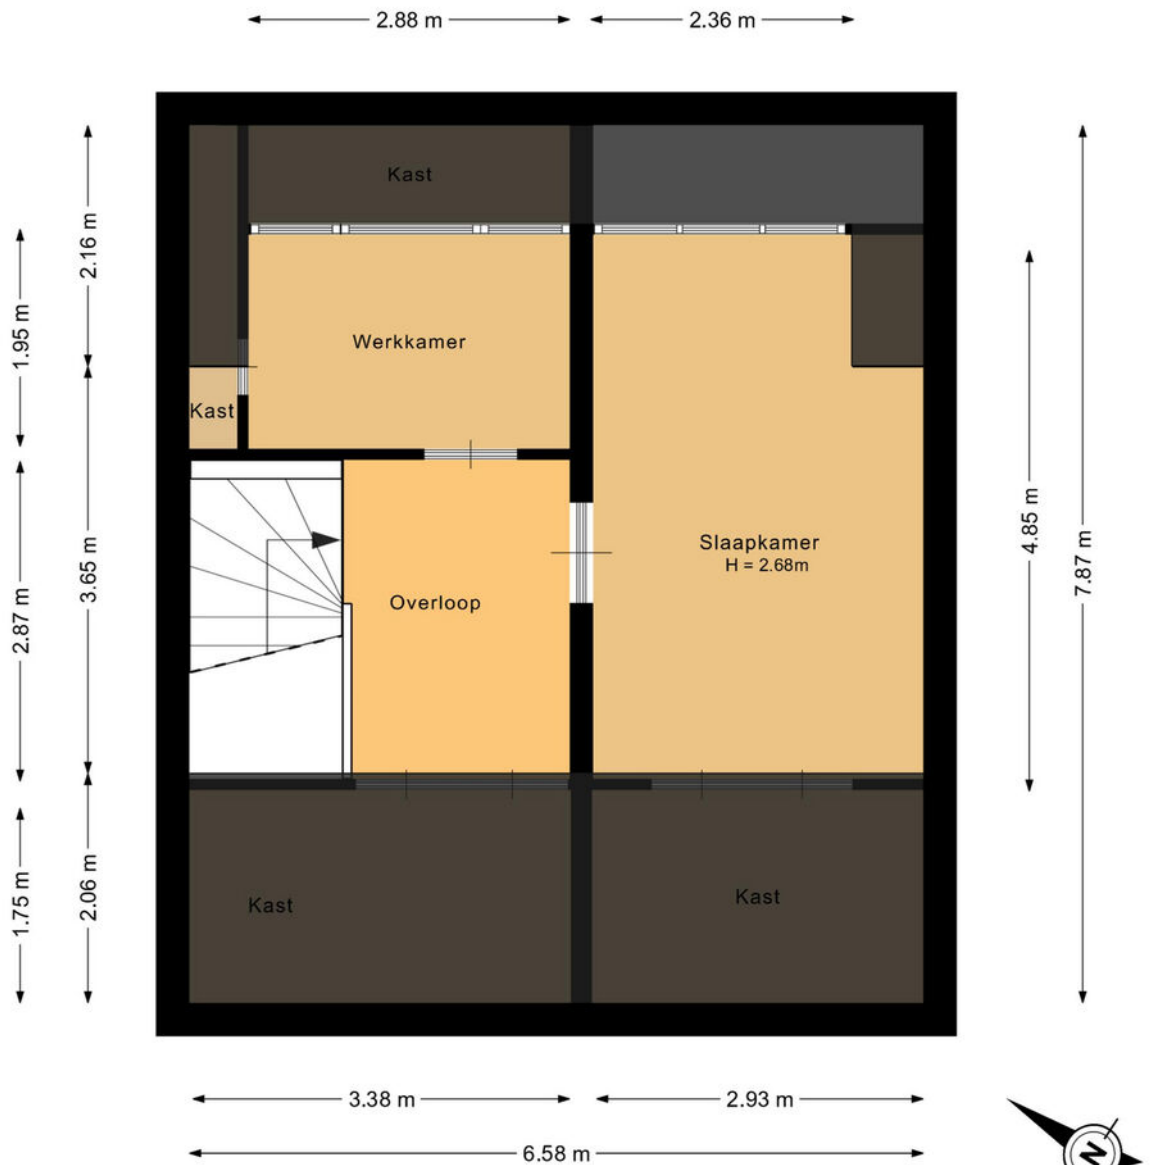 2.88 m
2.36 m
Kast
2.16 m
1.95 m
Werkkamer
Kast
4.85 m
7.87 m
3.65 m
2.87 m
Slaapkamer
H = 2.68m
Overloop
1.75 m
2.06 m
Kast
Kast
3.38 m
2.93 m
6.58 m
N